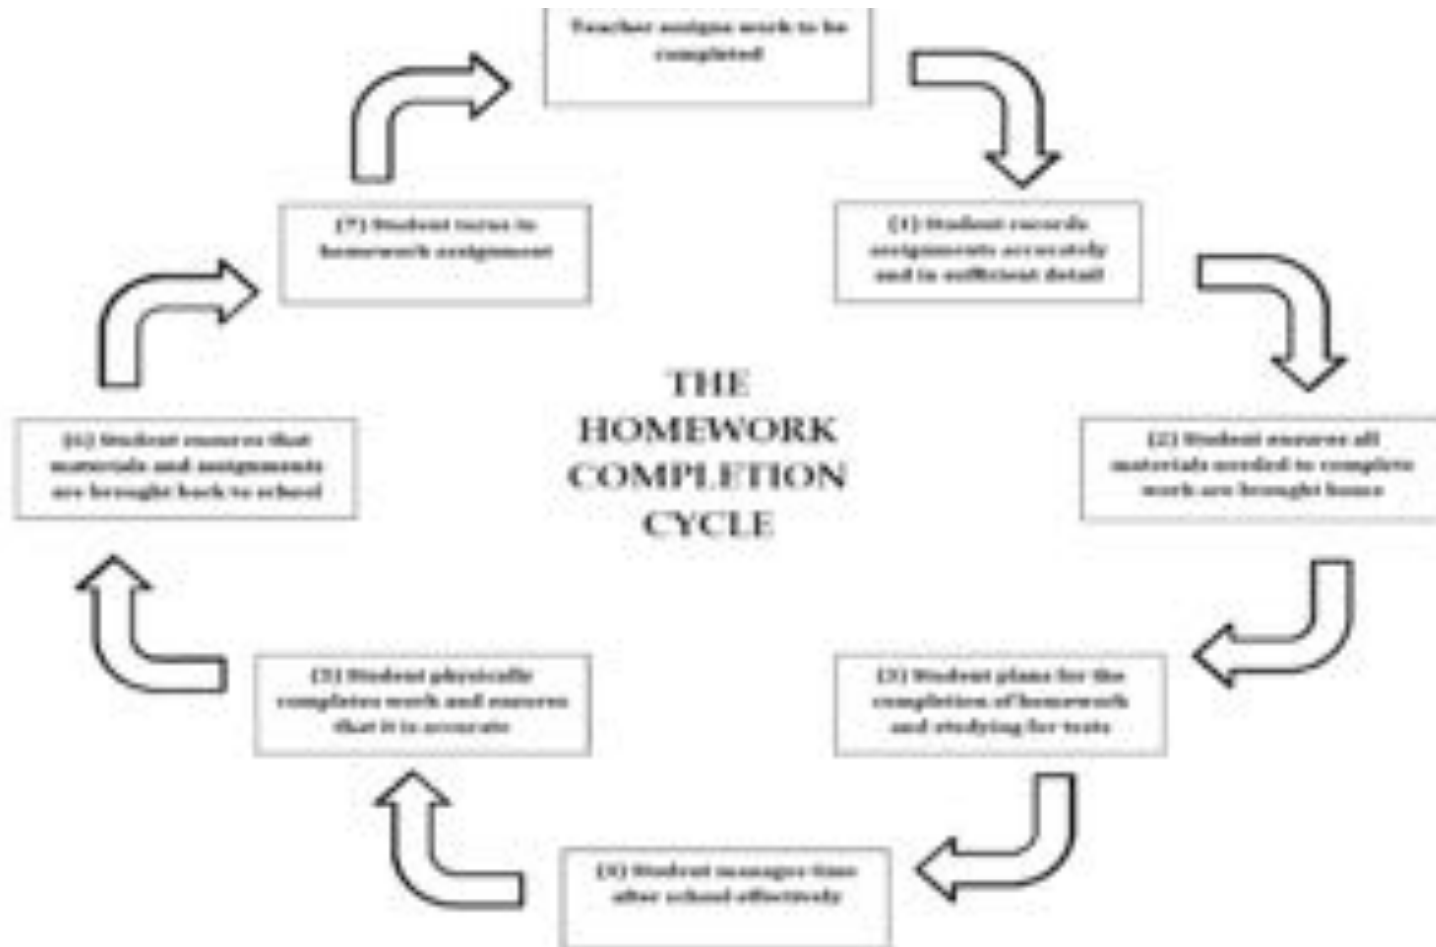 Teacher assigns work to be
completed
(1) Student records
assignments accurately
and in sufficient detail
(2) Student ensures all
materials needed to complete
work are brought home
(3) Student plans for the
completion of homework
and studying for tests
(4) Student manages time
after school effectively
(5) Student physically
completes work and ensures
that it is accurate
(6) Student ensures that
materials and assignments
are brought back to school
(7) Student turns in
homework assignment
THE
HOMEWORK
COMPLETION
CYCLE